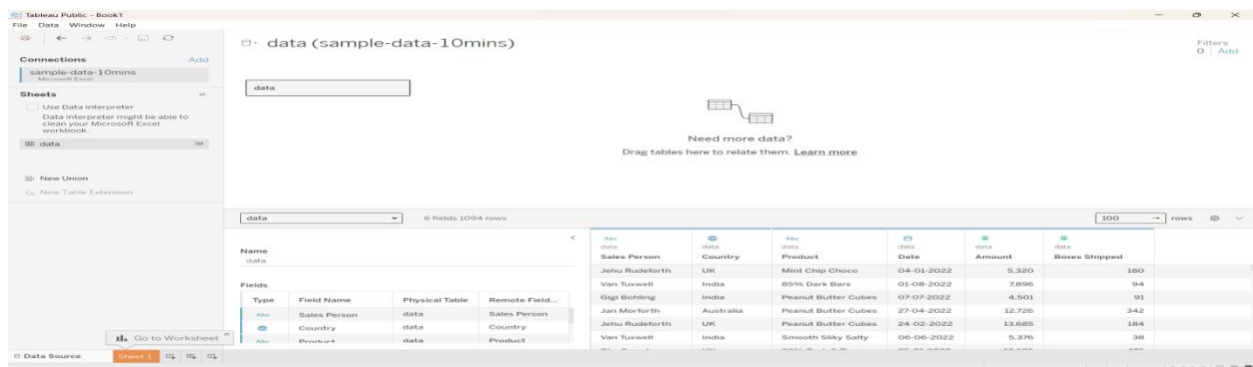 Tableau Public - Book1
File Data Window Help
Connections Add
sample-data-10mins
Microsoft Excel
Sheets
Use Data Interpreter
Data Interpreter might be able to
clean your Microsoft Excel
workbook.
data
New Union
New Table Extension
data (sample-data-10mins)
Filters
0 Add
data
Need more data?
Drag tables here to relate them. Learn more
data 6 fields 1094 rows 100 rows
Name
data
Fields
Type Field Name Physical Table Remote Field...
Abc Sales Person data Sales Person
Country data Country
Abc Product data Product
Abc Abc
data data data data data data
Sales Person Country Product Date Amount Boxes Shipped
Jehu Rudeforth UK Mint Chip Choco 04-01-2022 5,320 180
Van Tuxwell India 85% Dark Bars 01-08-2022 7,896 94
Gigi Bohling India Peanut Butter Cubes 07-07-2022 4,501 91
Jan Morforth Australia Peanut Butter Cubes 27-04-2022 12,726 342
Jehu Rudeforth UK Peanut Butter Cubes 24-02-2022 13,685 184
Van Tuxwell India Smooth Sliky Salty 06-06-2022 5,376 38
Go to Worksheet
Data Source Sheet 1